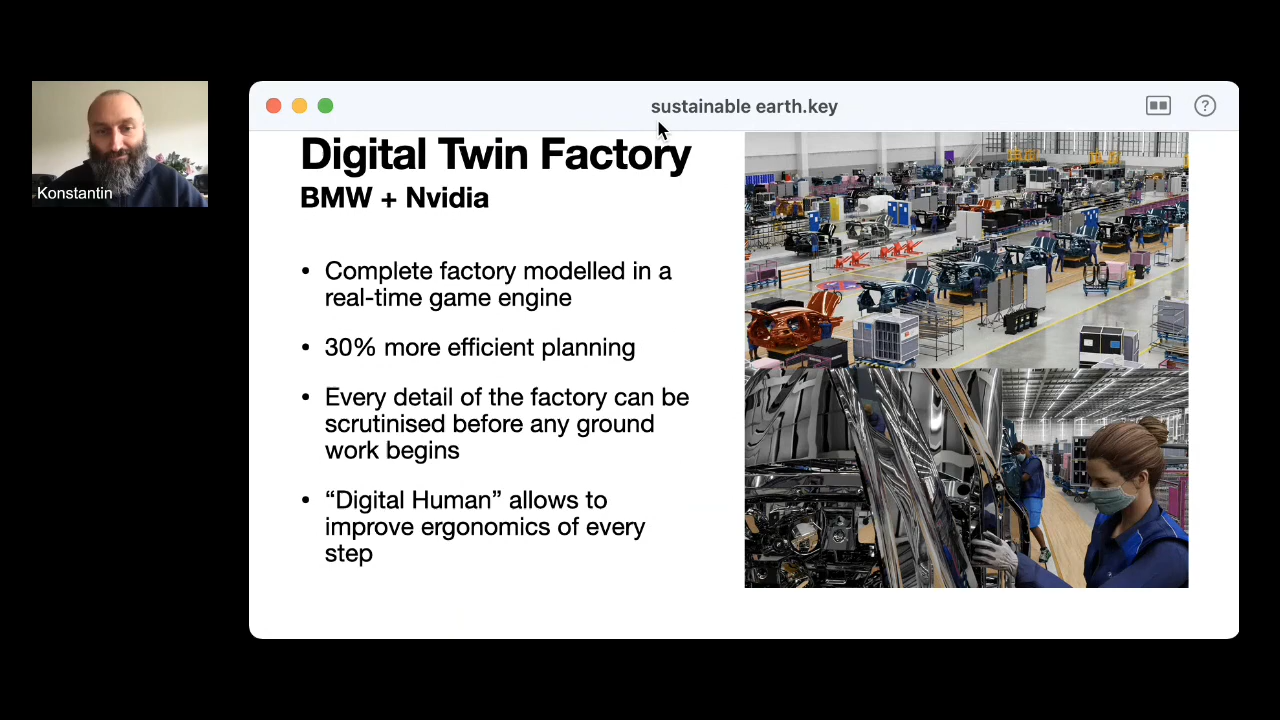 sustainable earth.key
?
Konstantin
Digital Twin Factory
BMW + Nvidia
• Complete factory modelled in a
real-time game engine
• 30% more efficient planning
• Every detail of the factory can be
scrutinised before any ground
work begins
• “Digital Human” allows to
improve ergonomics of every
step